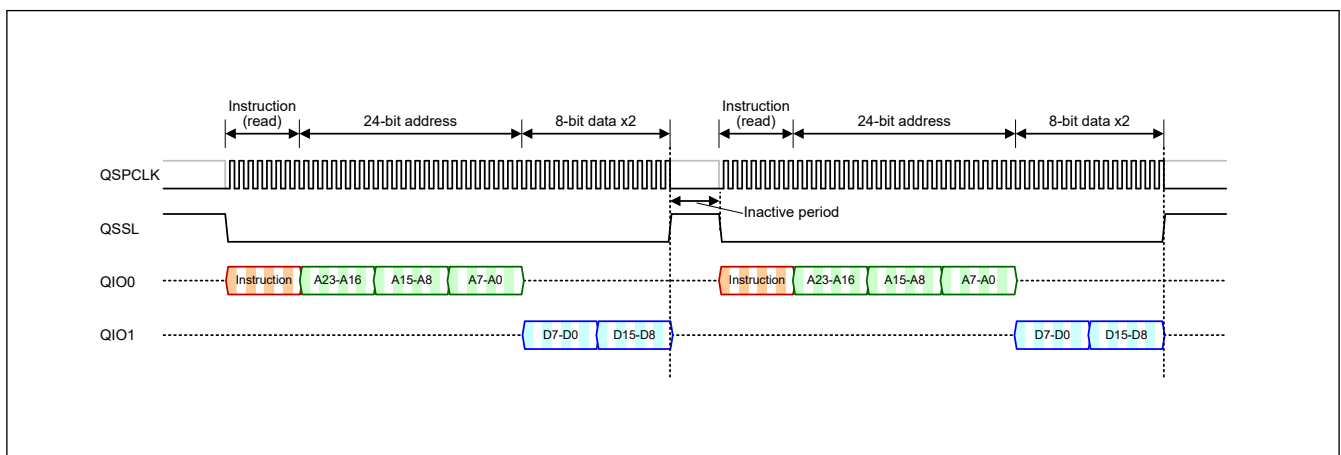 Instruction
(read)
24-bit address
8-bit data x2
Instruction
(read)
24-bit address
8-bit data x2
QSPCLK
Inactive period
QSSL
QIO0
Instruction
A23-A16
A15-A8
A7-A0
Instruction
A23-A16
A15-A8
A7-A0
QIO1
D7-D0
D15-D8
D7-D0
D15-D8